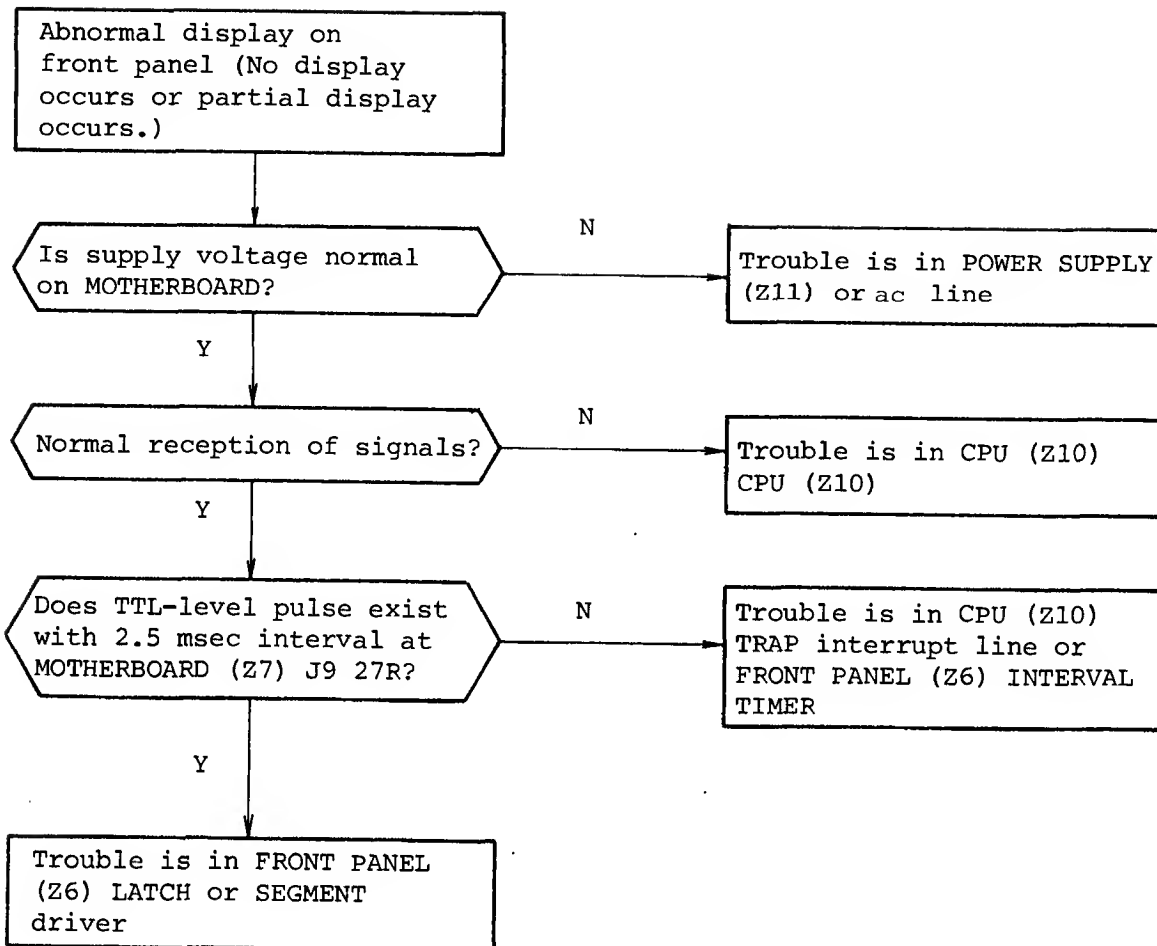 Abnormal display on
front panel (No display
occurs or partial display
occurs.)
Is supply voltage normal
on MOTHERBOARD?
N
Trouble is in POWER SUPPLY
(Z11) or ac line
Y
Normal reception of signals?
N
Trouble is in CPU (Z10)
CPU (Z10)
Y
Does TTL-level pulse exist
with 2.5 msec interval at
MOTHERBOARD (Z7) J9 27R?
N
Trouble is in CPU (Z10)
TRAP interrupt line or
FRONT PANEL (Z6) INTERVAL
TIMER
Y
Trouble is in FRONT PANEL
(Z6) LATCH or SEGMENT
driver